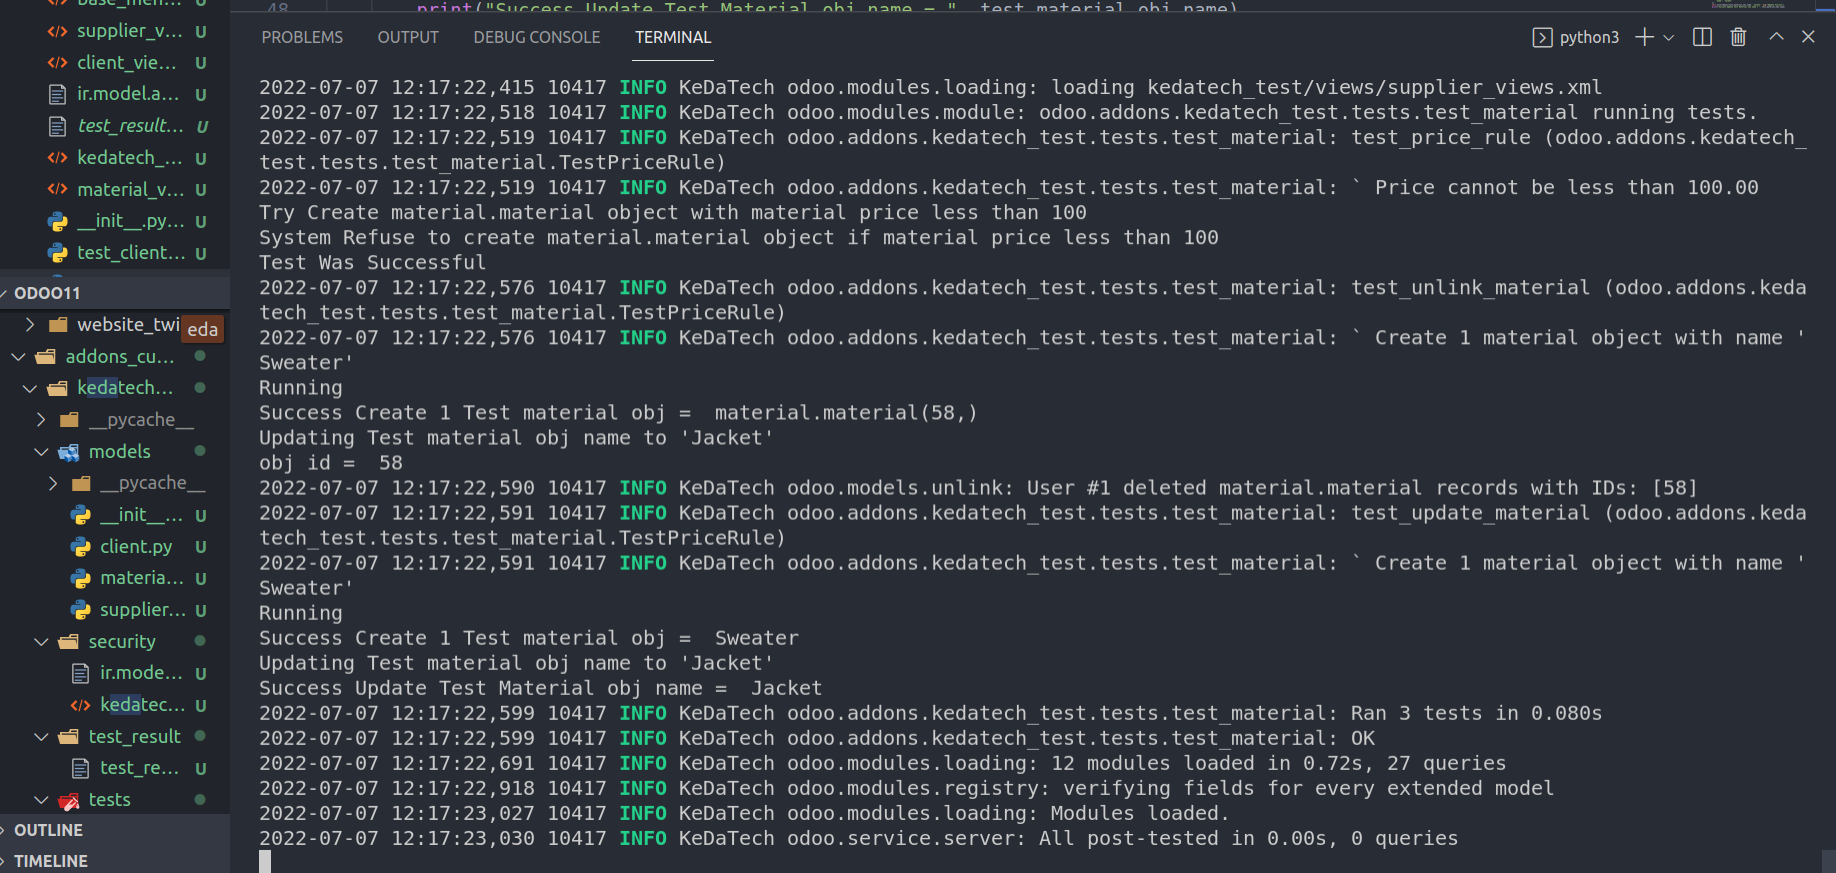 supplier_v... U
client_vie... U
ir.model.a... U
test_result... U
kedatech_... U
material_v... U
__init__.py... U
test_client... U
ODOO11
website_twi
eda
addons_cu...
kedatech...
__pycache__
models
__pycache__
__init__... U
client.py U
materia... U
supplier... U
security
ir.mode... U
kedatec... U
test_result
test_re... U
tests
OUTLINE
TIMELINE
48 print("Success Update Test Material obj name = ", test_material_obj.name)
PROBLEMS OUTPUT DEBUG CONSOLE TERMINAL python3
2022-07-07 12:17:22,415 10417 INFO KeDaTech odoo.modules.loading: loading kedatech_test/views/supplier_views.xml
2022-07-07 12:17:22,518 10417 INFO KeDaTech odoo.modules.module: odoo.addons.kedatech_test.tests.test_material running tests.
2022-07-07 12:17:22,519 10417 INFO KeDaTech odoo.addons.kedatech_test.tests.test_material: test_price_rule (odoo.addons.kedatech_
test.tests.test_material.TestPriceRule)
2022-07-07 12:17:22,519 10417 INFO KeDaTech odoo.addons.kedatech_test.tests.test_material: ` Price cannot be less than 100.00
Try Create material.material object with material price less than 100
System Refuse to create material.material object if material price less than 100
Test Was Successful
2022-07-07 12:17:22,576 10417 INFO KeDaTech odoo.addons.kedatech_test.tests.test_material: test_unlink_material (odoo.addons.keda
tech_test.tests.test_material.TestPriceRule)
2022-07-07 12:17:22,576 10417 INFO KeDaTech odoo.addons.kedatech_test.tests.test_material: ` Create 1 material object with name '
Sweater'
Running
Success Create 1 Test material obj =  material.material(58,)
Updating Test material obj name to 'Jacket'
obj id =  58
2022-07-07 12:17:22,590 10417 INFO KeDaTech odoo.models.unlink: User #1 deleted material.material records with IDs: [58]
2022-07-07 12:17:22,591 10417 INFO KeDaTech odoo.addons.kedatech_test.tests.test_material: test_update_material (odoo.addons.keda
tech_test.tests.test_material.TestPriceRule)
2022-07-07 12:17:22,591 10417 INFO KeDaTech odoo.addons.kedatech_test.tests.test_material: ` Create 1 material object with name '
Sweater'
Running
Success Create 1 Test material obj =  Sweater
Updating Test material obj name to 'Jacket'
Success Update Test Material obj name =  Jacket
2022-07-07 12:17:22,599 10417 INFO KeDaTech odoo.addons.kedatech_test.tests.test_material: Ran 3 tests in 0.080s
2022-07-07 12:17:22,599 10417 INFO KeDaTech odoo.addons.kedatech_test.tests.test_material: OK
2022-07-07 12:17:22,691 10417 INFO KeDaTech odoo.modules.loading: 12 modules loaded in 0.72s, 27 queries
2022-07-07 12:17:22,918 10417 INFO KeDaTech odoo.modules.registry: verifying fields for every extended model
2022-07-07 12:17:23,027 10417 INFO KeDaTech odoo.modules.loading: Modules loaded.
2022-07-07 12:17:23,030 10417 INFO KeDaTech odoo.service.server: All post-tested in 0.00s, 0 queries